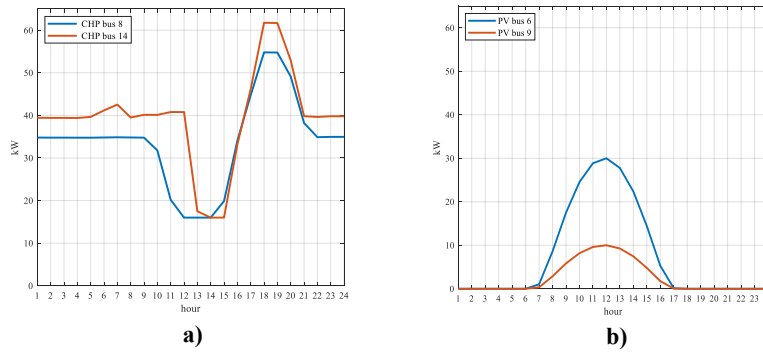 CHP bus 8
CHP bus 14
60
50
40
30
20
10
0
kW
1 2 3 4 5 6 7 8 9 10 11 12 13 14 15 16 17 18 19 20 21 22 23 24
hour
a)
PV bus 6
PV bus 9
60
50
40
30
20
10
0
kW
1 2 3 4 5 6 7 8 9 10 11 12 13 14 15 16 17 18 19 20 21 22 23
hour
b)